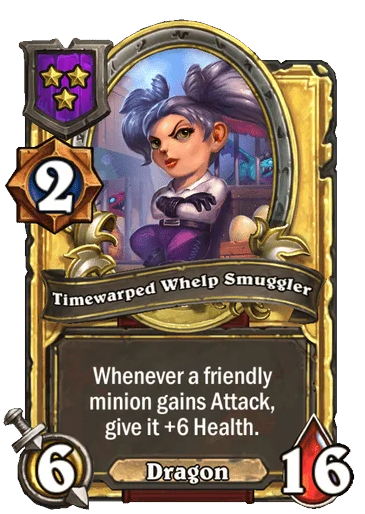 2
Timewarped Whelp Smuggler
Whenever a friendly
minion gains Attack,
give it +6 Health.
6
Dragon
16